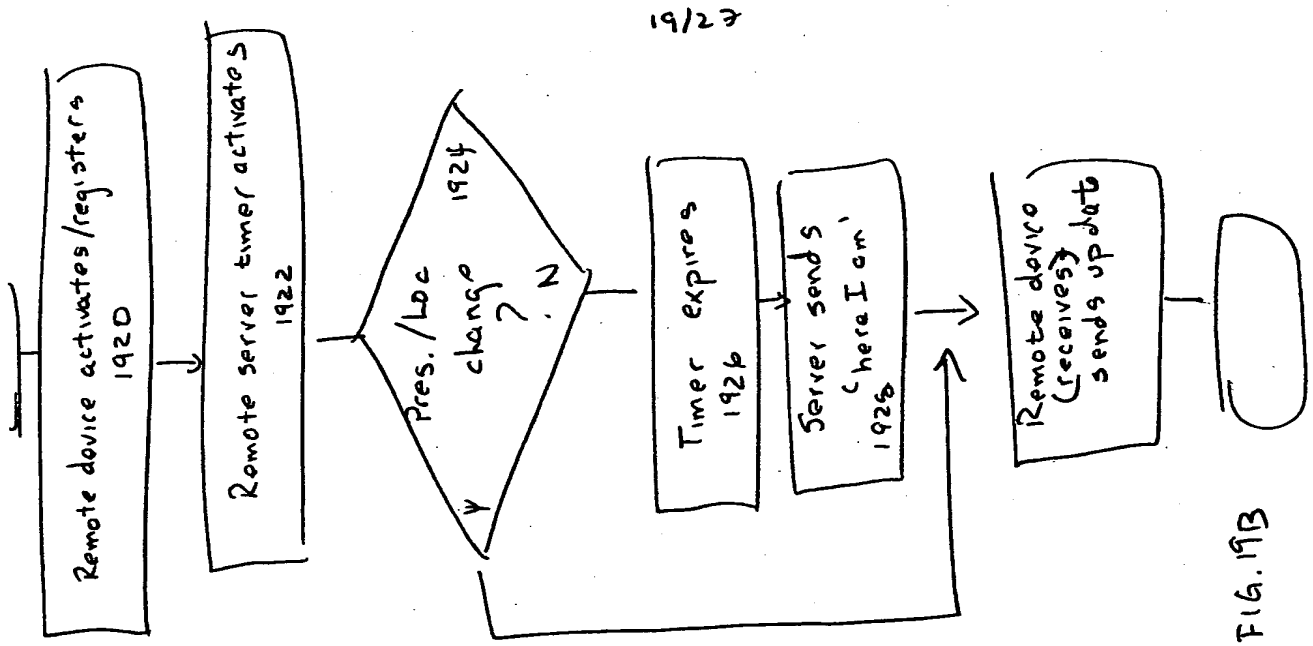 19/27
Remote device activates/registers
1920
Remote server timer activates
1922
Pres./Loc
change
?
1924
Y
N
Timer expires
1926
Server sends
'here I am'
1928
Remote device
(receives)
sends update
FIG. 19B